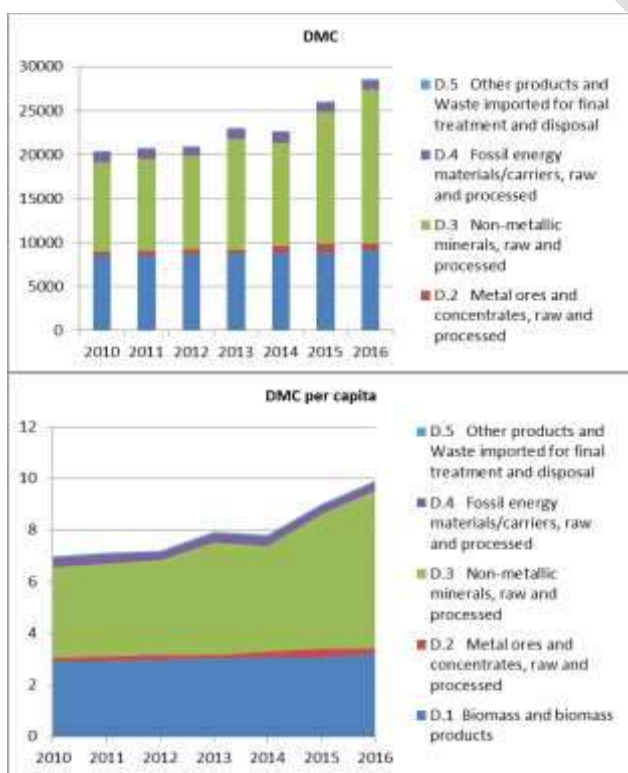 DMC
30000
25000
20000
15000
10000
5000
0
2010 2011 2012 2013 2014 2015 2016
D.5 Other products and
Waste imported for final
treatment and disposal
D.4 Fossil energy
materials/carriers, raw
and processed
D.3 Non-metallic
minerals, raw and
processed
D.2 Metal ores and
concentrates, raw and
processed
DMC per capita
12
10
8
6
4
2
0
2010 2011 2012 2013 2014 2015 2016
D.5 Other products and
Waste imported for final
treatment and disposal
D.4 Fossil energy
materials/carriers, raw
and processed
D.3 Non-metallic
minerals, raw and
processed
D.2 Metal ores and
concentrates, raw and
processed
D.1 Biomass and biomass
products